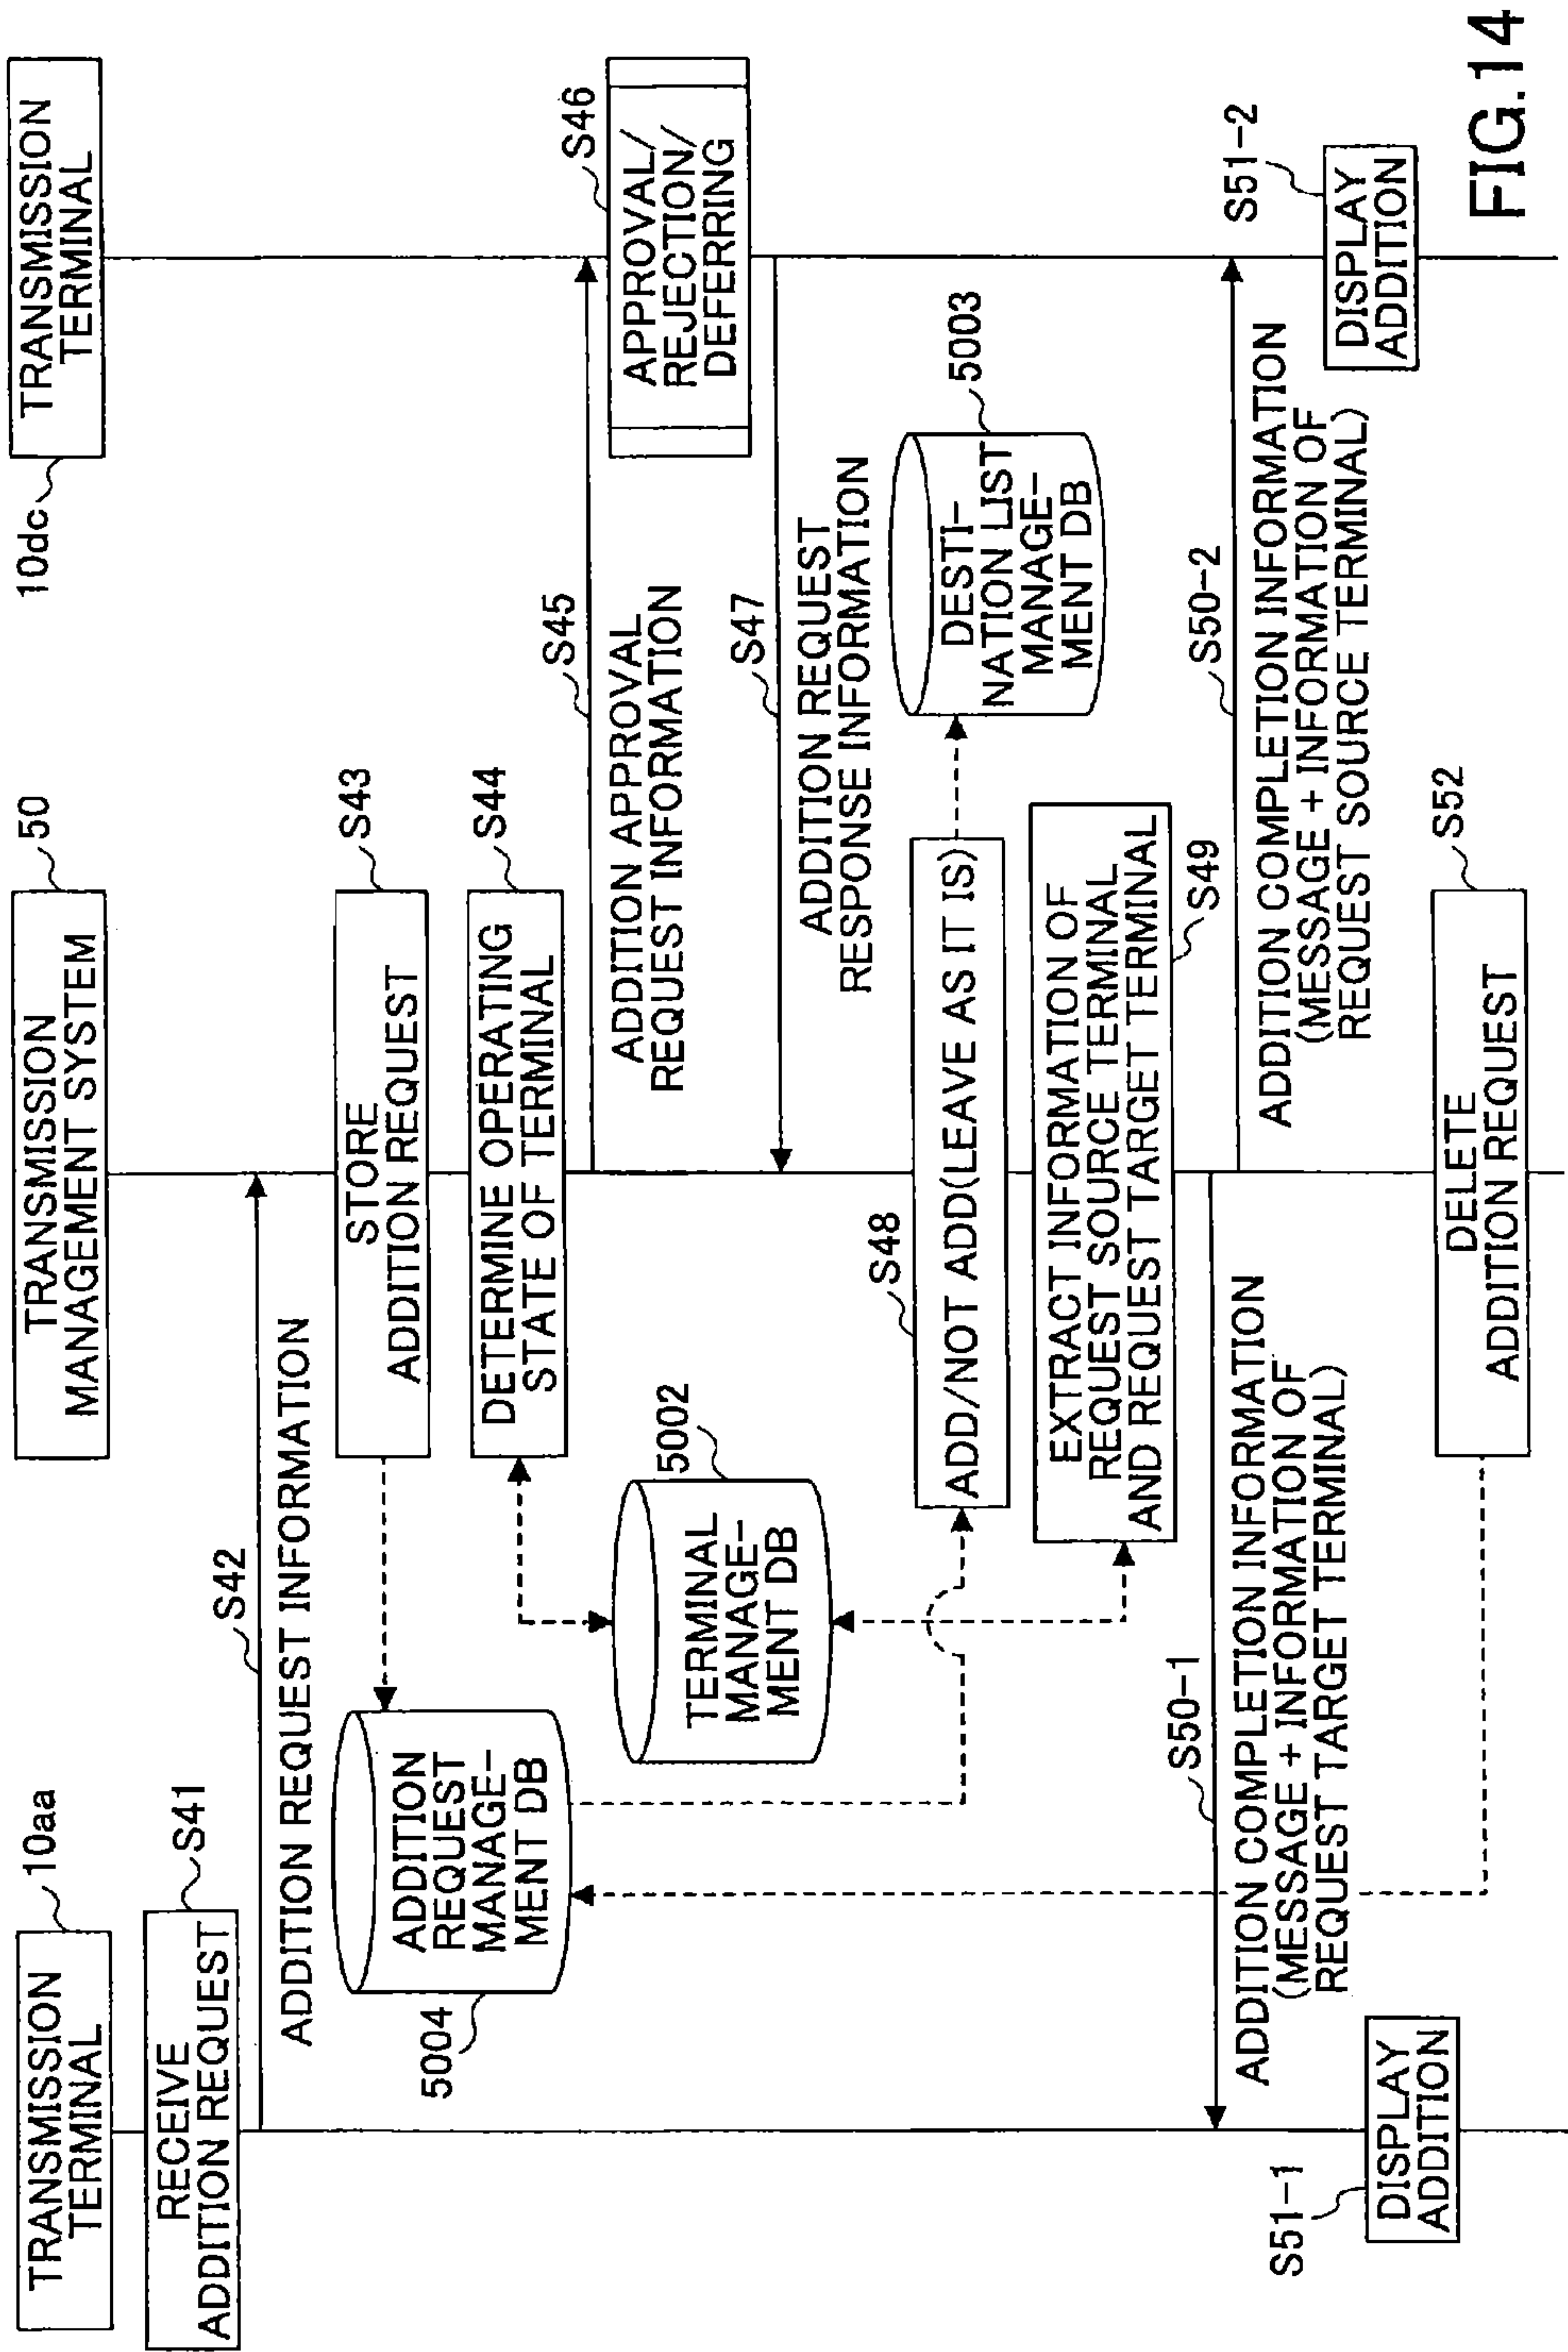 TRANSMISSION
TERMINAL
10aa
TRANSMISSION
MANAGEMENT SYSTEM
50
TRANSMISSION
TERMINAL
10dc
RECEIVE
ADDITION REQUEST
S41
S42
ADDITION REQUEST INFORMATION
STORE
ADDITION REQUEST
S43
ADDITION
REQUEST
MANAGE-
MENT DB
5004
DETERMINE OPERATING
STATE OF TERMINAL
S44
TERMINAL
MANAGE-
MENT DB
5002
S45
ADDITION APPROVAL
REQUEST INFORMATION
APPROVAL/
REJECTION/
DEFERRING
S46
S47
ADDITION REQUEST
RESPONSE INFORMATION
S48
ADD/NOT ADD(LEAVE AS IT IS)
DESTI-
NATION LIST
MANAGE-
MENT DB
5003
EXTRACT INFORMATION OF
REQUEST SOURCE TERMINAL
AND REQUEST TARGET TERMINAL
S49
S50-1
ADDITION COMPLETION INFORMATION
(MESSAGE + INFORMATION OF
REQUEST TARGET TERMINAL)
S50-2
ADDITION COMPLETION INFORMATION
(MESSAGE + INFORMATION OF
REQUEST SOURCE TERMINAL)
S51-1
DISPLAY
ADDITION
S51-2
DISPLAY
ADDITION
DELETE
ADDITION REQUEST
S52
FIG.14